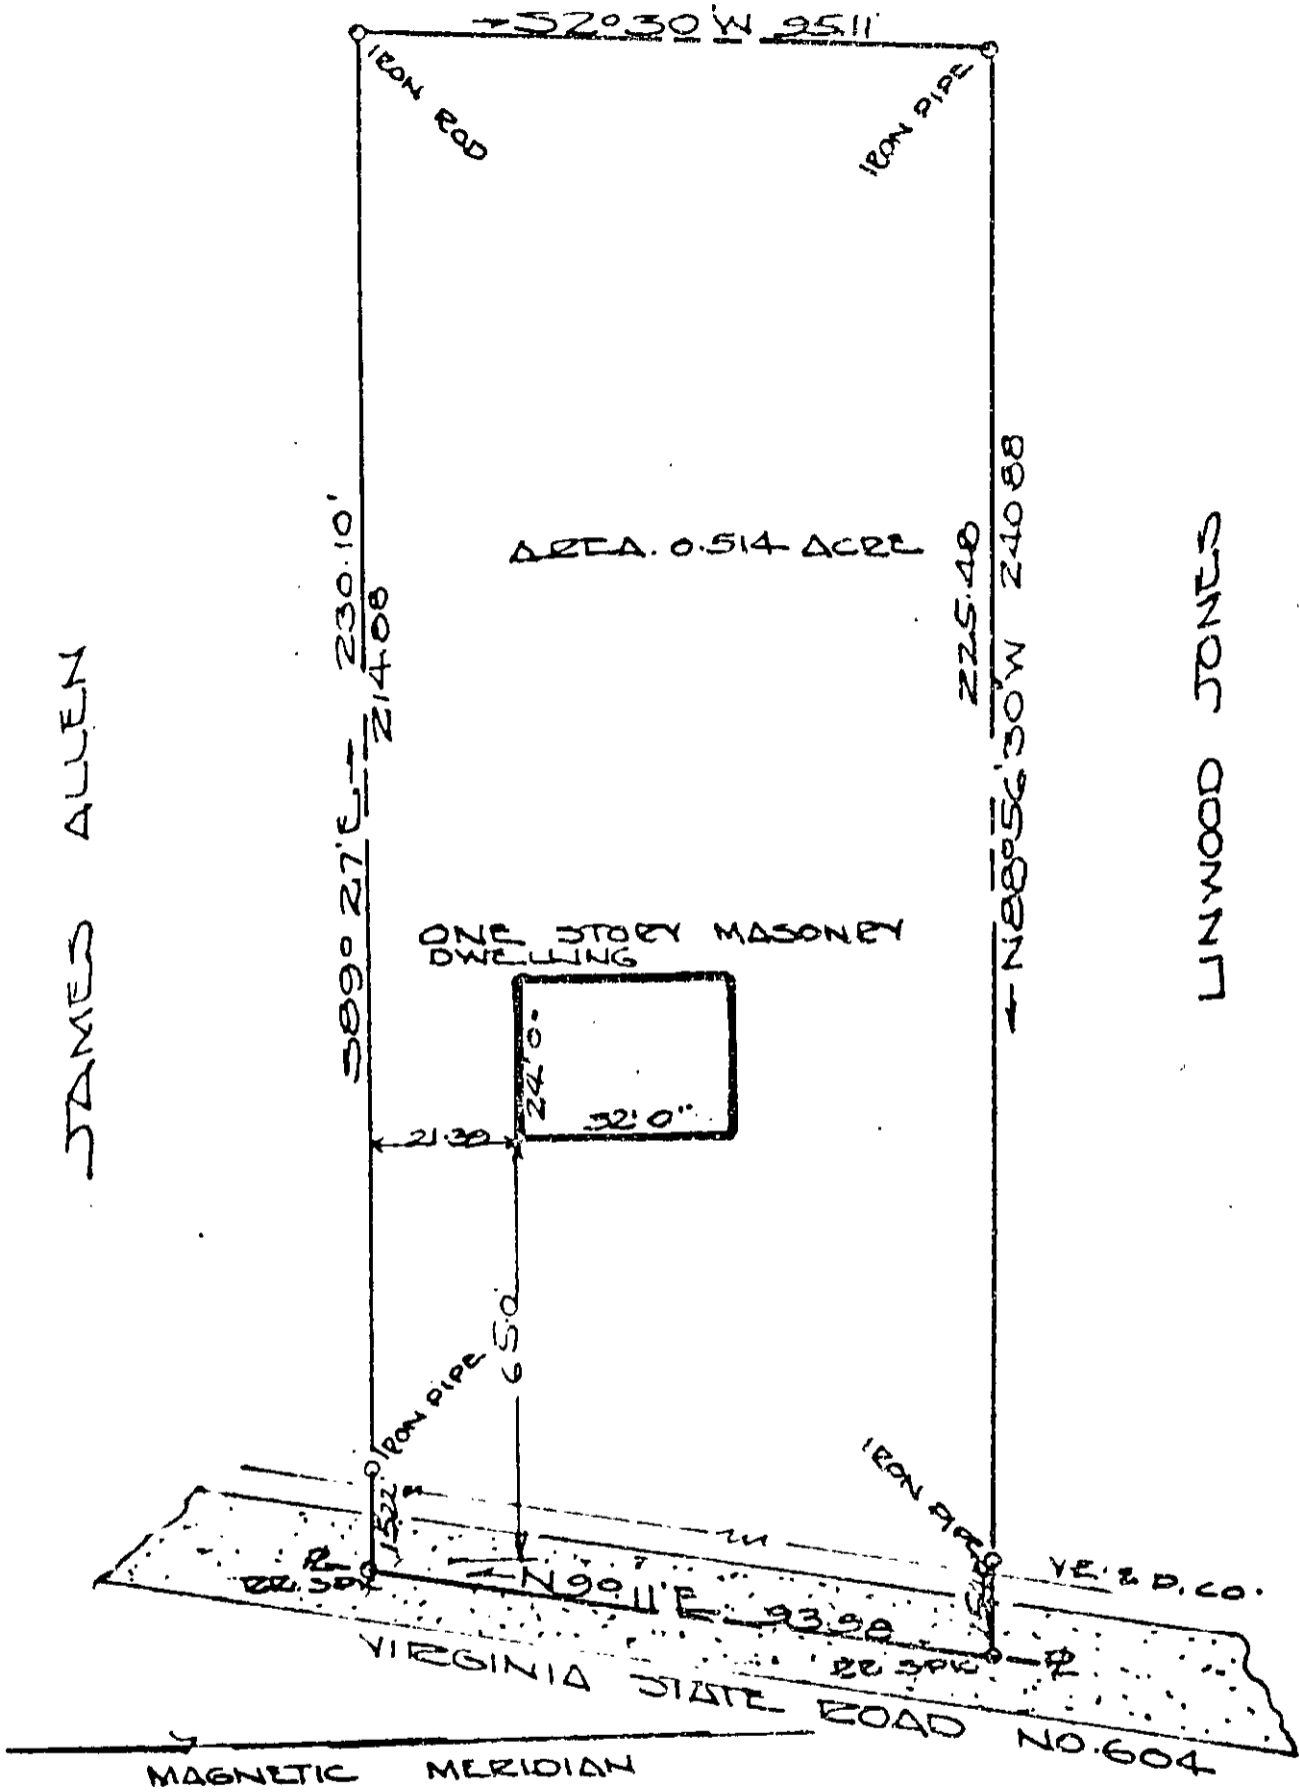 S2°30'W 95.11'
IRON ROD
IRON PIPE
S89°27'E 230.10'
214.88
AREA. 0.514 ACRE
225.48
N88°56'30"W 240.88
JAMES ALLEN
LINWOOD JONES
ONE STORY MASONRY
DWELLING
24'0"
32'0"
21.30
65.0'
IRON PIPE
IRON PIPE
15.22
N9°11'E 93.98
VE. & P. CO.
RR. SPK
RR SPK
VIRGINIA STATE ROAD NO. 604
MAGNETIC MERIDIAN